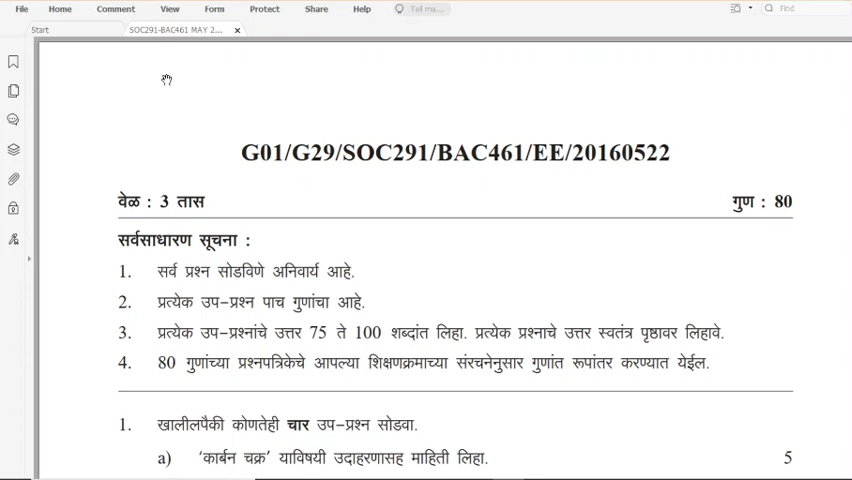 File Home Comment View Form Protect Share Help Tell me... Find
Start SOC291-BAC461 MAY 2... ×
G01/G29/SOC291/BAC461/EE/20160522
वेळ : 3 तास गुण : 80
सर्वसाधारण सूचना :
1. सर्व प्रश्न सोडविणे अनिवार्य आहे.
2. प्रत्येक उप-प्रश्न पाच गुणांचा आहे.
3. प्रत्येक उप-प्रश्नांचे उत्तर 75 ते 100 शब्दांत लिहा. प्रत्येक प्रश्नाचे उत्तर स्वतंत्र पृष्ठावर लिहावे.
4. 80 गुणांच्या प्रश्नपत्रिकेचे आपल्या शिक्षणक्रमाच्या संरचनेनुसार गुणांत रूपांतर करण्यात येईल.
1. खालीलपैकी कोणतेही चार उप-प्रश्न सोडवा.
a) 'कार्बन चक्र' याविषयी उदाहरणासह माहिती लिहा. 5